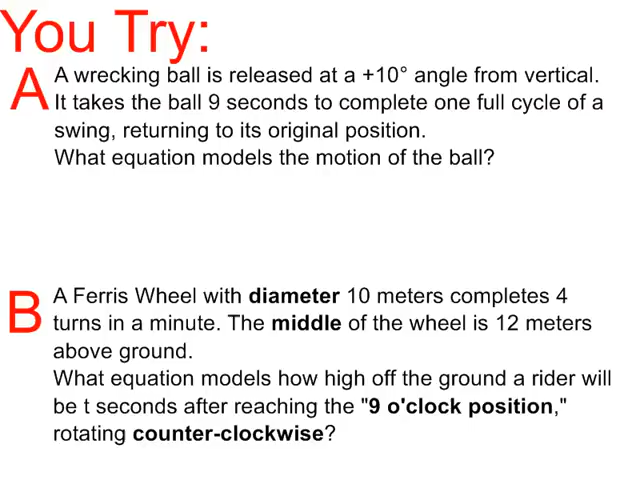 You Try:
A
A wrecking ball is released at a +10° angle from vertical.
It takes the ball 9 seconds to complete one full cycle of a
swing, returning to its original position.
What equation models the motion of the ball?
B
A Ferris Wheel with diameter 10 meters completes 4
turns in a minute. The middle of the wheel is 12 meters
above ground.
What equation models how high off the ground a rider will
be t seconds after reaching the "9 o'clock position,"
rotating counter-clockwise?